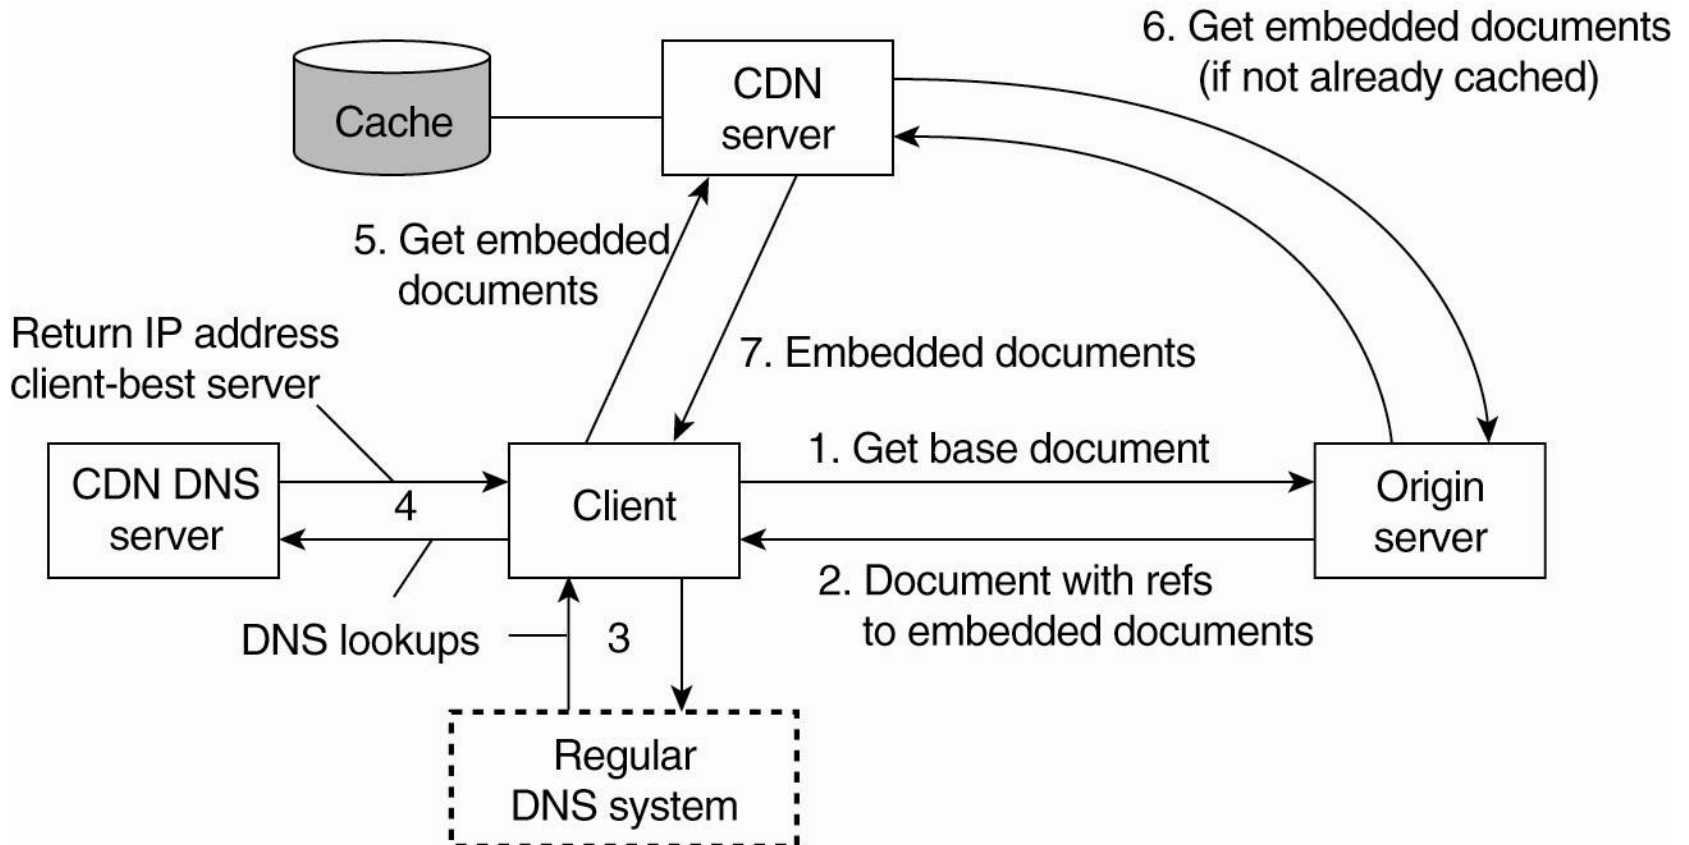 6. Get embedded documents
(if not already cached)
CDN
server
Cache
5. Get embedded
documents
Return IP address
client-best server
7. Embedded documents
1. Get base document
CDN DNS
server
4
Client
Origin
server
2. Document with refs
to embedded documents
DNS lookups
3
Regular
DNS system